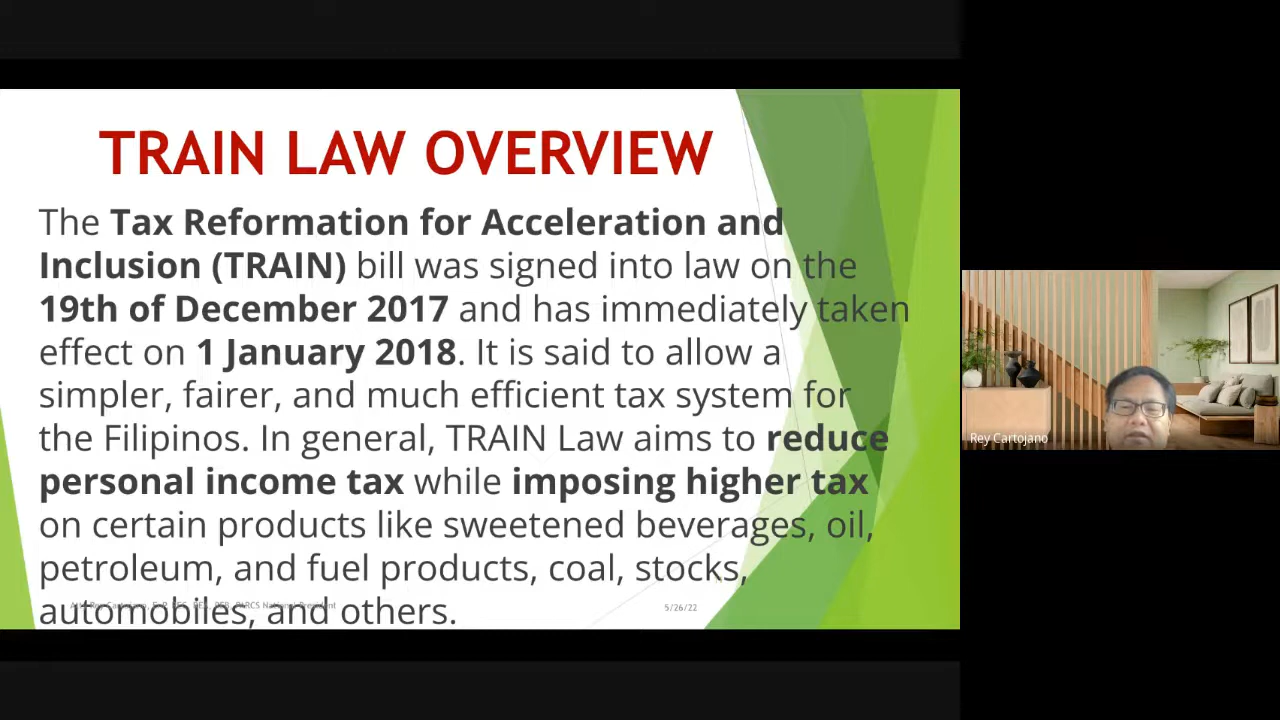 TRAIN LAW OVERVIEW
The Tax Reformation for Acceleration and
Inclusion (TRAIN) bill was signed into law on the
19th of December 2017 and has immediately taken
effect on 1 January 2018. It is said to allow a
simpler, fairer, and much efficient tax system for
the Filipinos. In general, TRAIN Law aims to reduce
personal income tax while imposing higher tax
on certain products like sweetened beverages, oil,
petroleum, and fuel products, coal, stocks,
automobiles, and others.
Rey Cartojano, National President
5/26/22
Rey Cartojano